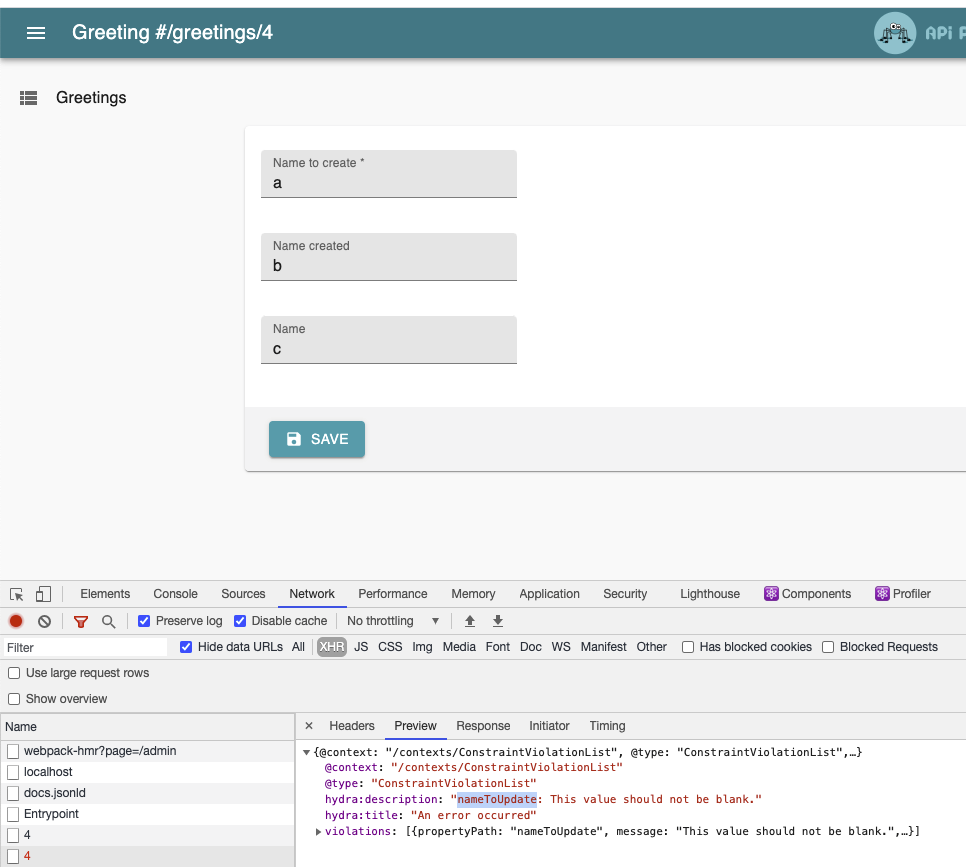 Greeting #/greetings/4
APi P
Greetings
Name to create *
a
Name created
b
Name
c
SAVE
Elements Console Sources Network Performance Memory Application Security Lighthouse Components Profiler
Preserve log Disable cache No throttling
Filter Hide data URLs All XHR JS CSS Img Media Font Doc WS Manifest Other Has blocked cookies Blocked Requests
Use large request rows
Show overview
Name
webpack-hmr?page=/admin
localhost
docs.jsonld
Entrypoint
4
4
× Headers Preview Response Initiator Timing
{@context: "/contexts/ConstraintViolationList", @type: "ConstraintViolationList",…}
@context: "/contexts/ConstraintViolationList"
@type: "ConstraintViolationList"
hydra:description: "nameToUpdate: This value should not be blank."
hydra:title: "An error occurred"
violations: [{propertyPath: "nameToUpdate", message: "This value should not be blank.",…}]